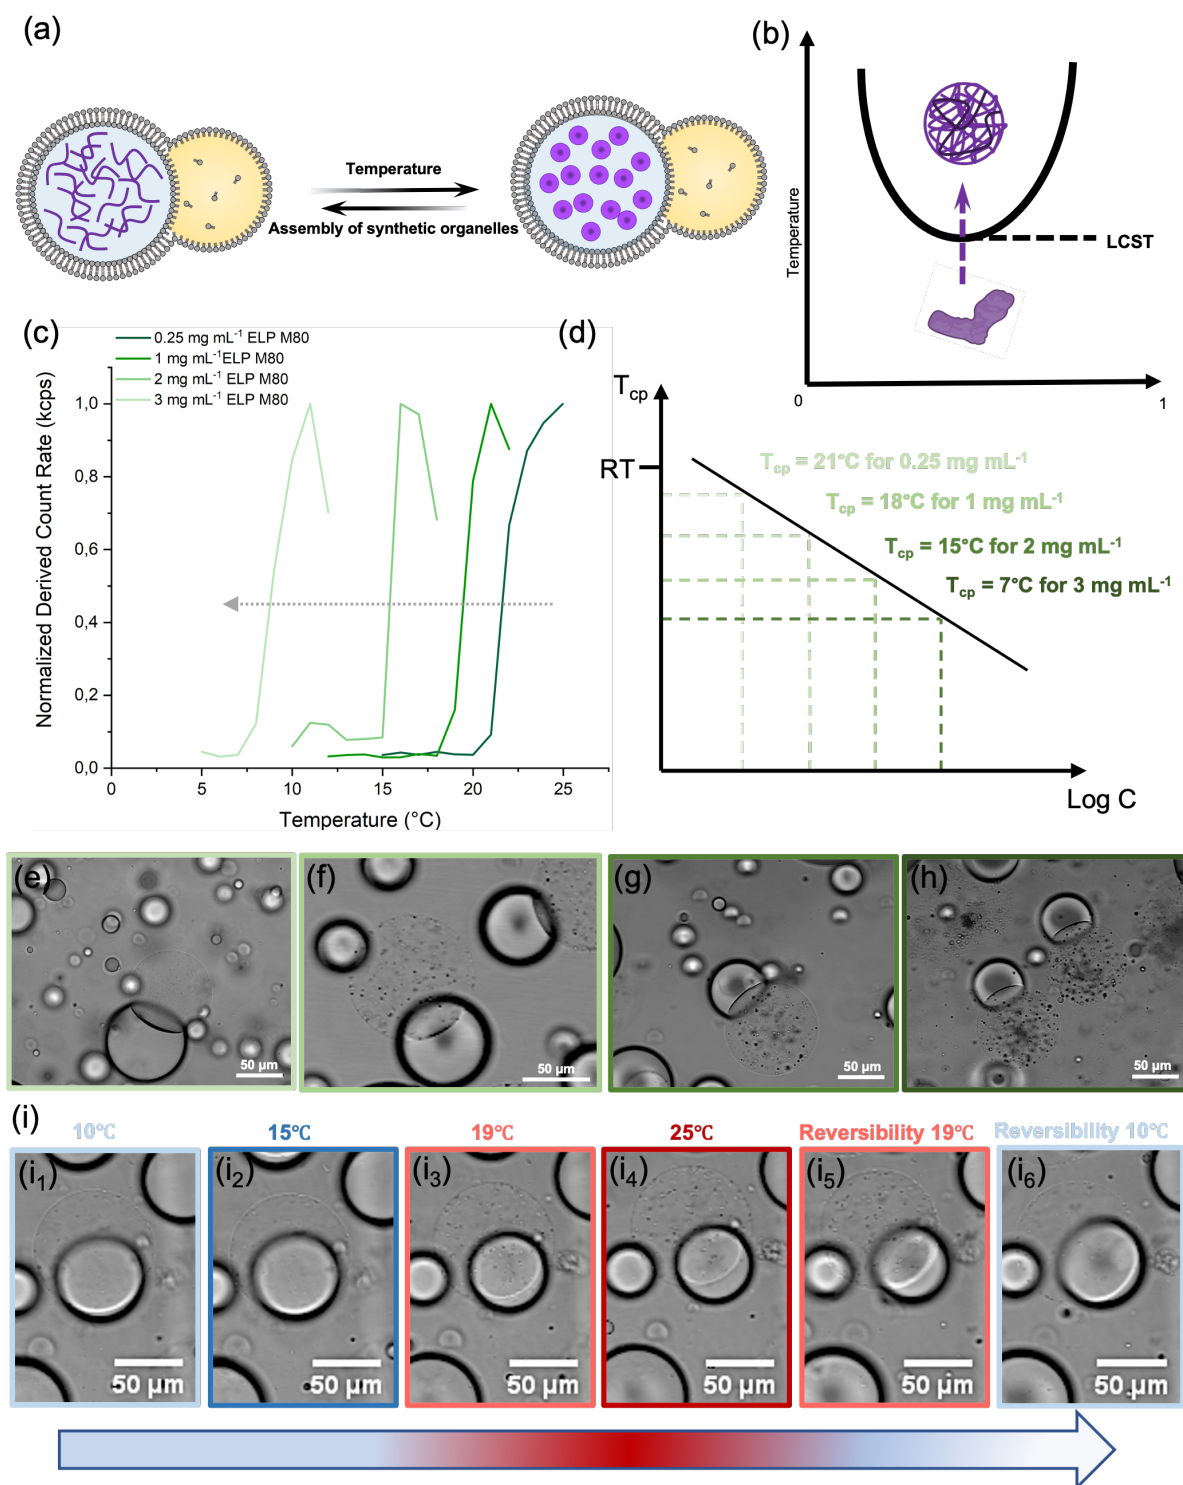 (a)
Temperature
Assembly of synthetic organelles
(b)
Temperature
LCST
0
1
(c)
0.25 mg mL⁻¹ ELP M80
1 mg mL⁻¹ELP M80
2 mg mL⁻¹ ELP M80
3 mg mL⁻¹ ELP M80
Normalized Derived Count Rate (kcps)
1,0
0,8
0,6
0,4
0,2
0,0
0
5
10
15
20
25
Temperature (°C)
(d)
Tcp
RT
Tcp = 21°C for 0.25 mg mL⁻¹
Tcp = 18°C for 1 mg mL⁻¹
Tcp = 15°C for 2 mg mL⁻¹
Tcp = 7°C for 3 mg mL⁻¹
Log C
(e)
50 µm
(f)
50 µm
(g)
50 µm
(h)
50 µm
(i)
10℃
15℃
19℃
25℃
Reversibility 19℃
Reversibility 10℃
(i₁)
50 µm
(i₂)
50 µm
(i₃)
50 µm
(i₄)
50 µm
(i₅)
50 µm
(i₆)
50 µm